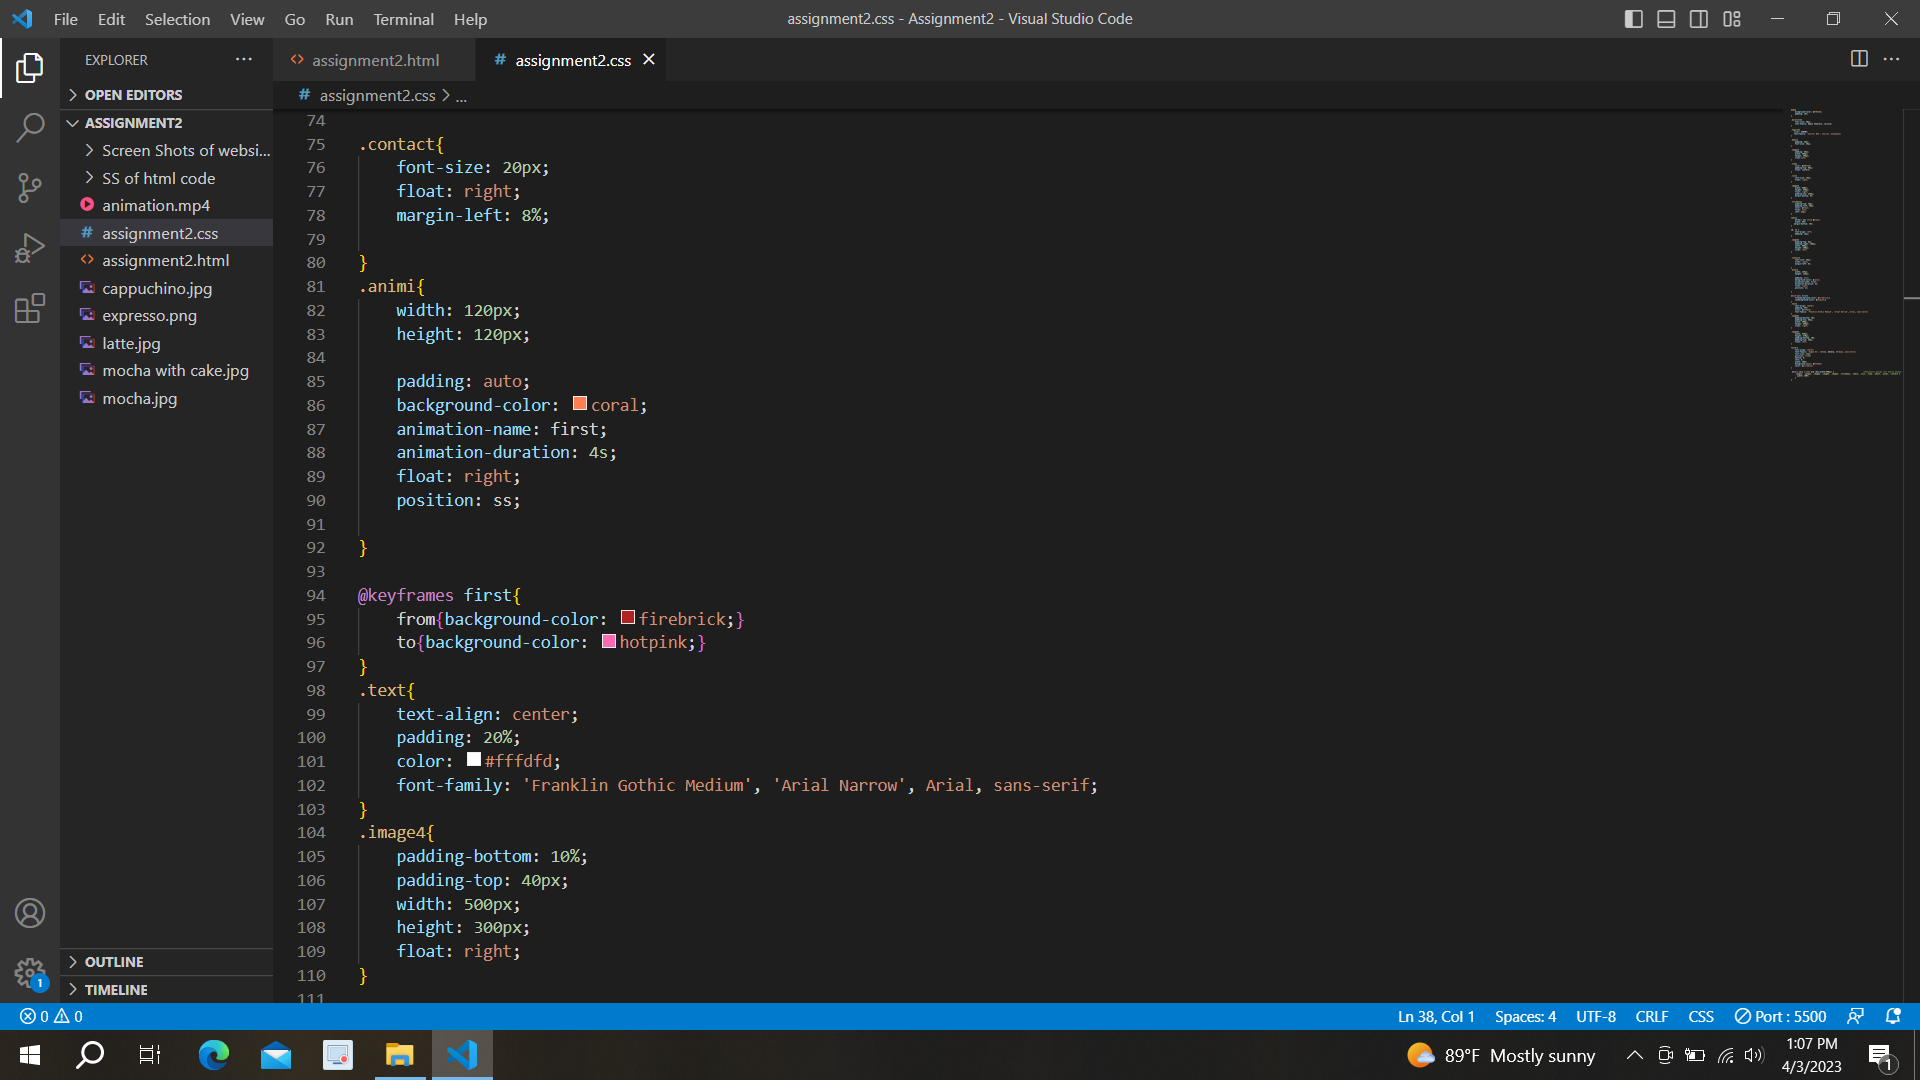 File Edit Selection View Go Run Terminal Help
assignment2.css - Assignment2 - Visual Studio Code
EXPLORER
OPEN EDITORS
ASSIGNMENT2
Screen Shots of websi...
SS of html code
animation.mp4
assignment2.css
assignment2.html
cappuchino.jpg
expresso.png
latte.jpg
mocha with cake.jpg
mocha.jpg
OUTLINE
TIMELINE
1
assignment2.html
assignment2.css
assignment2.css > ...
74
75 .contact{
76 font-size: 20px;
77 float: right;
78 margin-left: 8%;
79
80 }
81 .animi{
82 width: 120px;
83 height: 120px;
84
85 padding: auto;
86 background-color: coral;
87 animation-name: first;
88 animation-duration: 4s;
89 float: right;
90 position: ss;
91
92 }
93
94 @keyframes first{
95 from{background-color: firebrick;}
96 to{background-color: hotpink;}
97 }
98 .text{
99 text-align: center;
100 padding: 20%;
101 color: #fffdfd;
102 font-family: 'Franklin Gothic Medium', 'Arial Narrow', Arial, sans-serif;
103 }
104 .image4{
105 padding-bottom: 10%;
106 padding-top: 40px;
107 width: 500px;
108 height: 300px;
109 float: right;
110 }
111
0 0
Ln 38, Col 1 Spaces: 4 UTF-8 CRLF CSS Port : 5500
89°F Mostly sunny
1:07 PM
4/3/2023
1